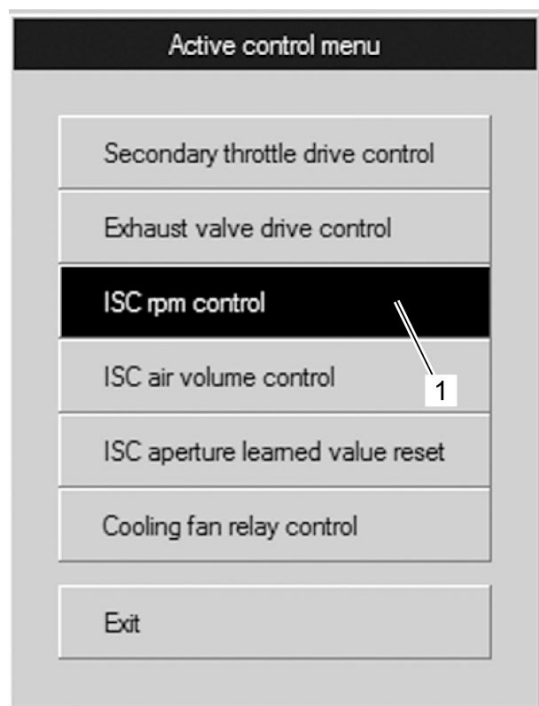 Active control menu
Secondary throttle drive control
Exhaust valve drive control
ISC rpm control
ISC air volume control
1
ISC aperture learned value reset
Cooling fan relay control
Exit